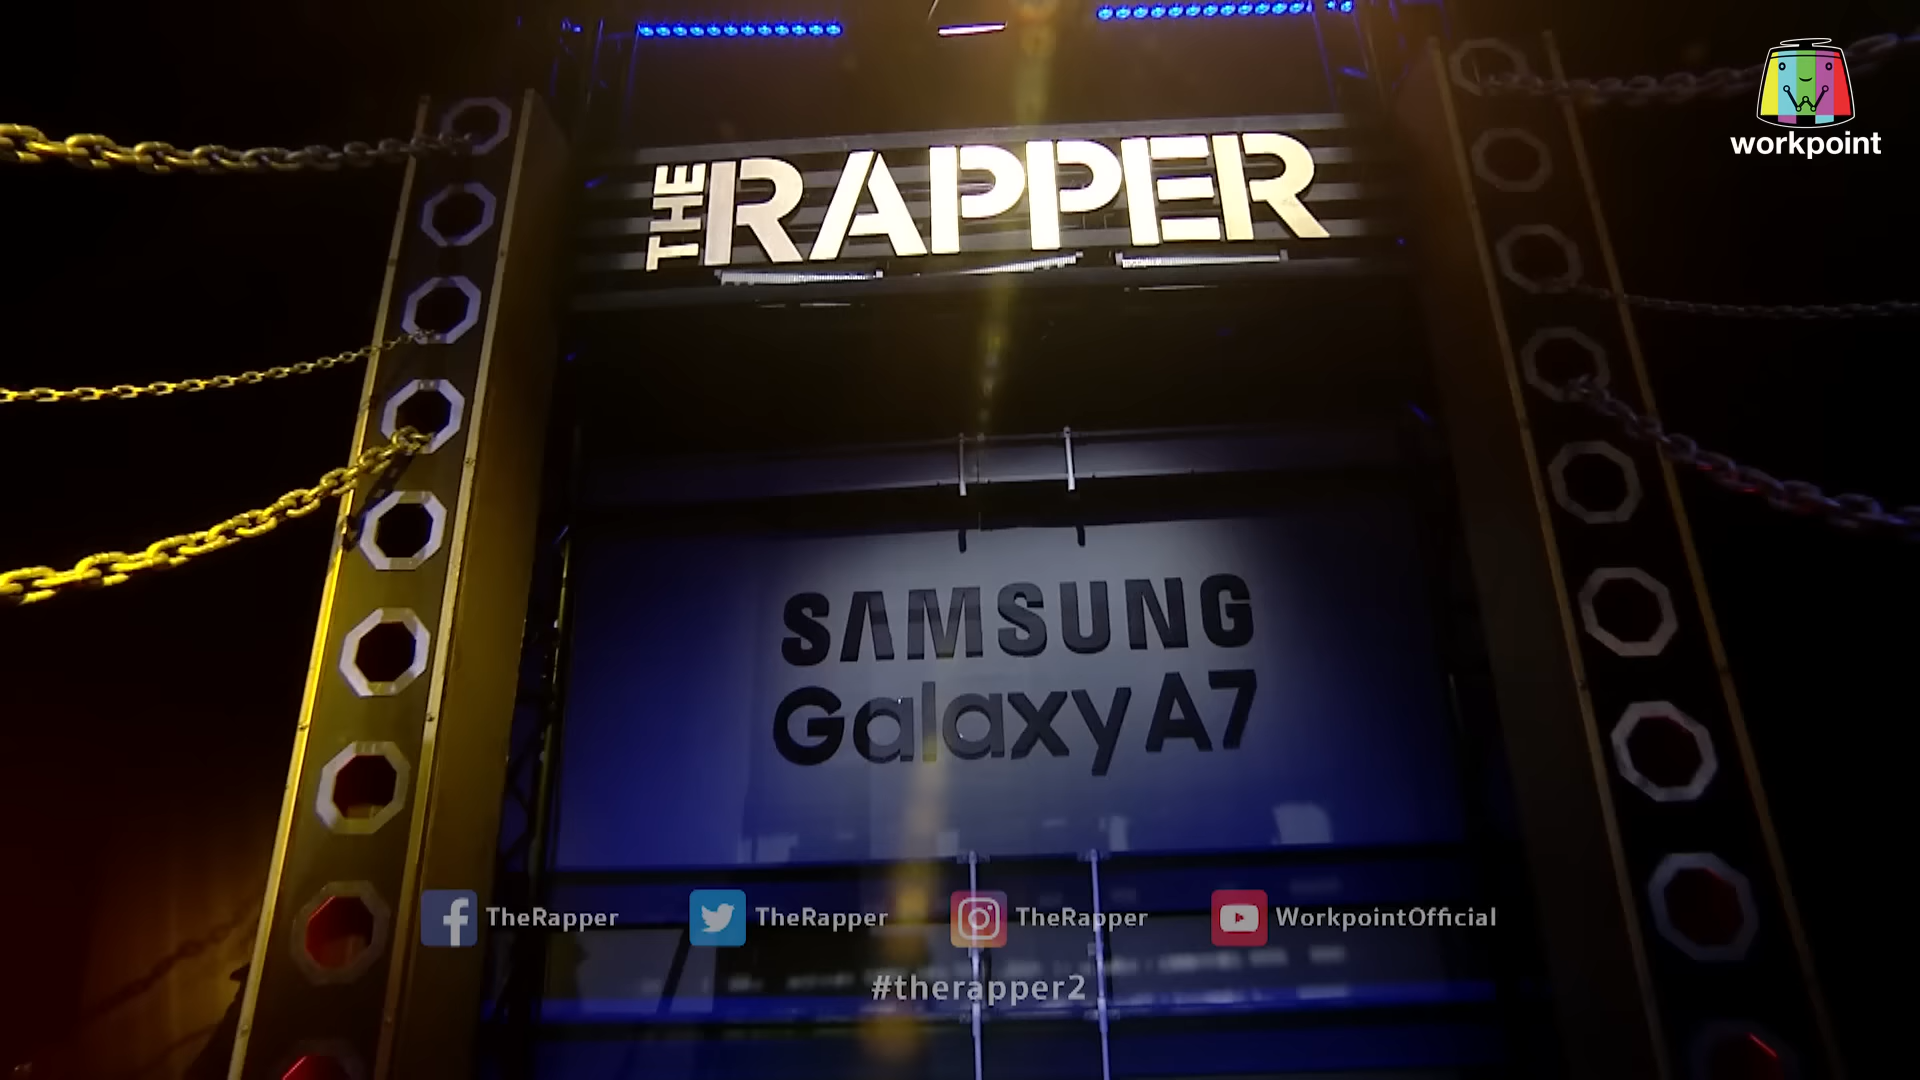 workpoint
THE RAPPER
SAMSUNG
Galaxy A7
TheRapper
TheRapper
TheRapper
WorkpointOfficial
#therapper2